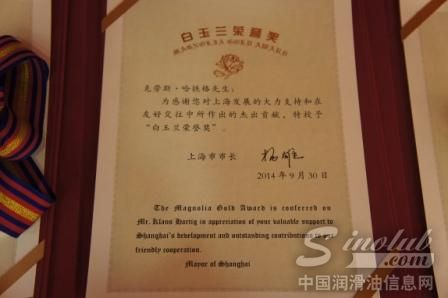 白玉兰荣誉奖
MAGNOLIA GOLD AWARD
克劳斯·哈铁格先生：
为感谢您对上海发展的大力支持和在
友好交往中所作出的杰出贡献，特授予
“白玉兰荣誉奖”。
上海市市长 杨雄
2014年9月30日
The Magnolia Gold Award is conferred on
Mr. Klaus Hartig in appreciation of your valuable support to
Shanghai's development and outstanding contributions to
friendly cooperation.
Mayor of Shanghai
Sinolub.com
中国润滑油信息网